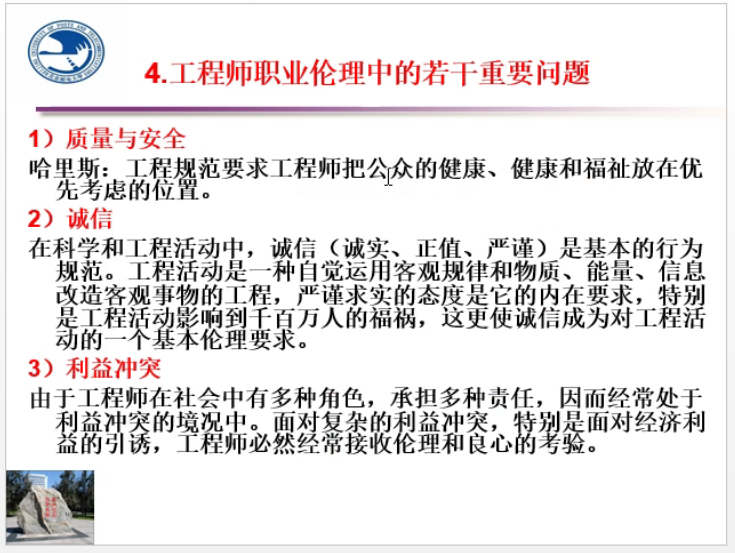 4.工程师职业伦理中的若干重要问题
1）质量与安全
哈里斯：工程规范要求工程师把公众的健康、健康和福祉放在优
先考虑的位置。
2）诚信
在科学和工程活动中，诚信（诚实、正值、严谨）是基本的行为
规范。工程活动是一种自觉运用客观规律和物质、能量、信息
改造客观事物的工程，严谨求实的态度是它的内在要求，特别
是工程活动影响到千百万人的福祸，这更使诚信成为对工程活
动的一个基本伦理要求。
3）利益冲突
由于工程师在社会中有多种角色，承担多种责任，因而经常处于
利益冲突的境况中。面对复杂的利益冲突，特别是面对经济利
益的引诱，工程师必然经常接收伦理和良心的考验。